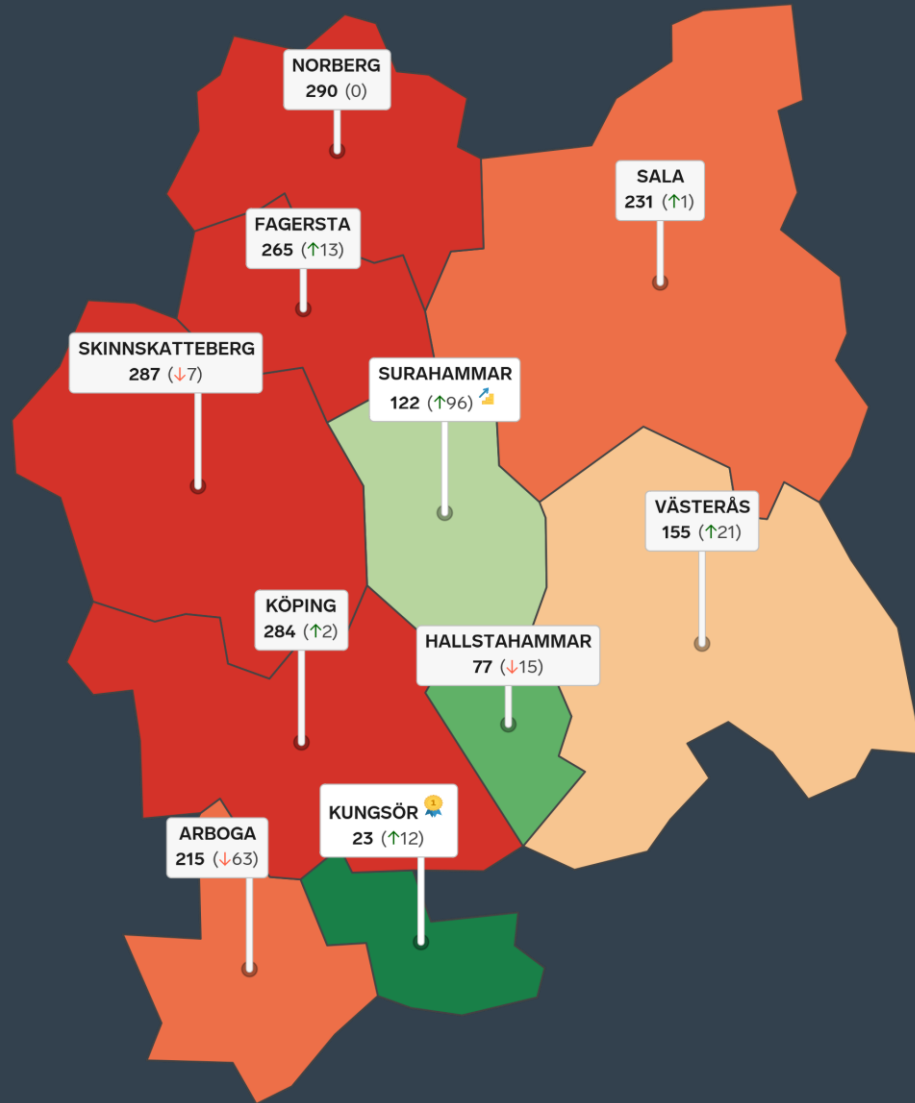 NORBERG
290 (0)
SALA
231 (↑1)
FAGERSTA
265 (↑13)
SKINNSKATTEBERG
287 (↓7)
SURAHAMMAR
122 (↑96)
VÄSTERÅS
155 (↑21)
KÖPING
284 (↑2)
HALLSTAHAMMAR
77 (↓15)
KUNGSÖR 1
23 (↑12)
ARBOGA
215 (↓63)